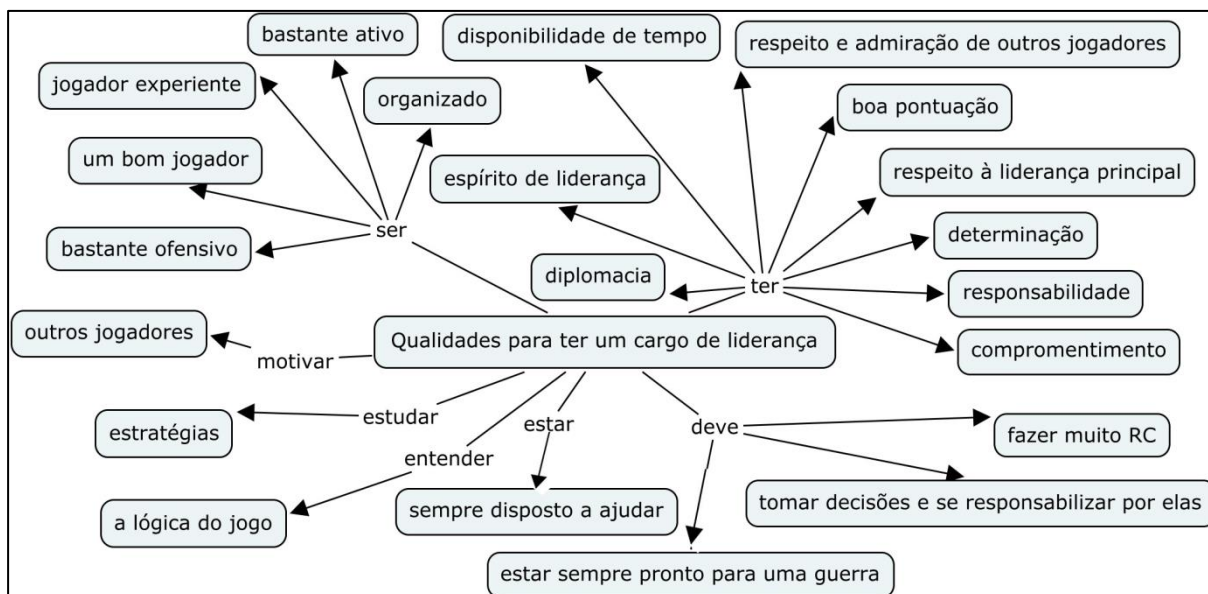 bastante ativo
disponibilidade de tempo
respeito e admiração de outros jogadores
jogador experiente
organizado
boa pontuação
um bom jogador
espírito de liderança
respeito à liderança principal
ser
bastante ofensivo
determinação
diplomacia
ter
responsabilidade
outros jogadores
Qualidades para ter um cargo de liderança
compromentimento
motivar
estudar
estar
deve
estratégias
fazer muito RC
entender
a lógica do jogo
sempre disposto a ajudar
tomar decisões e se responsabilizar por elas
estar sempre pronto para uma guerra